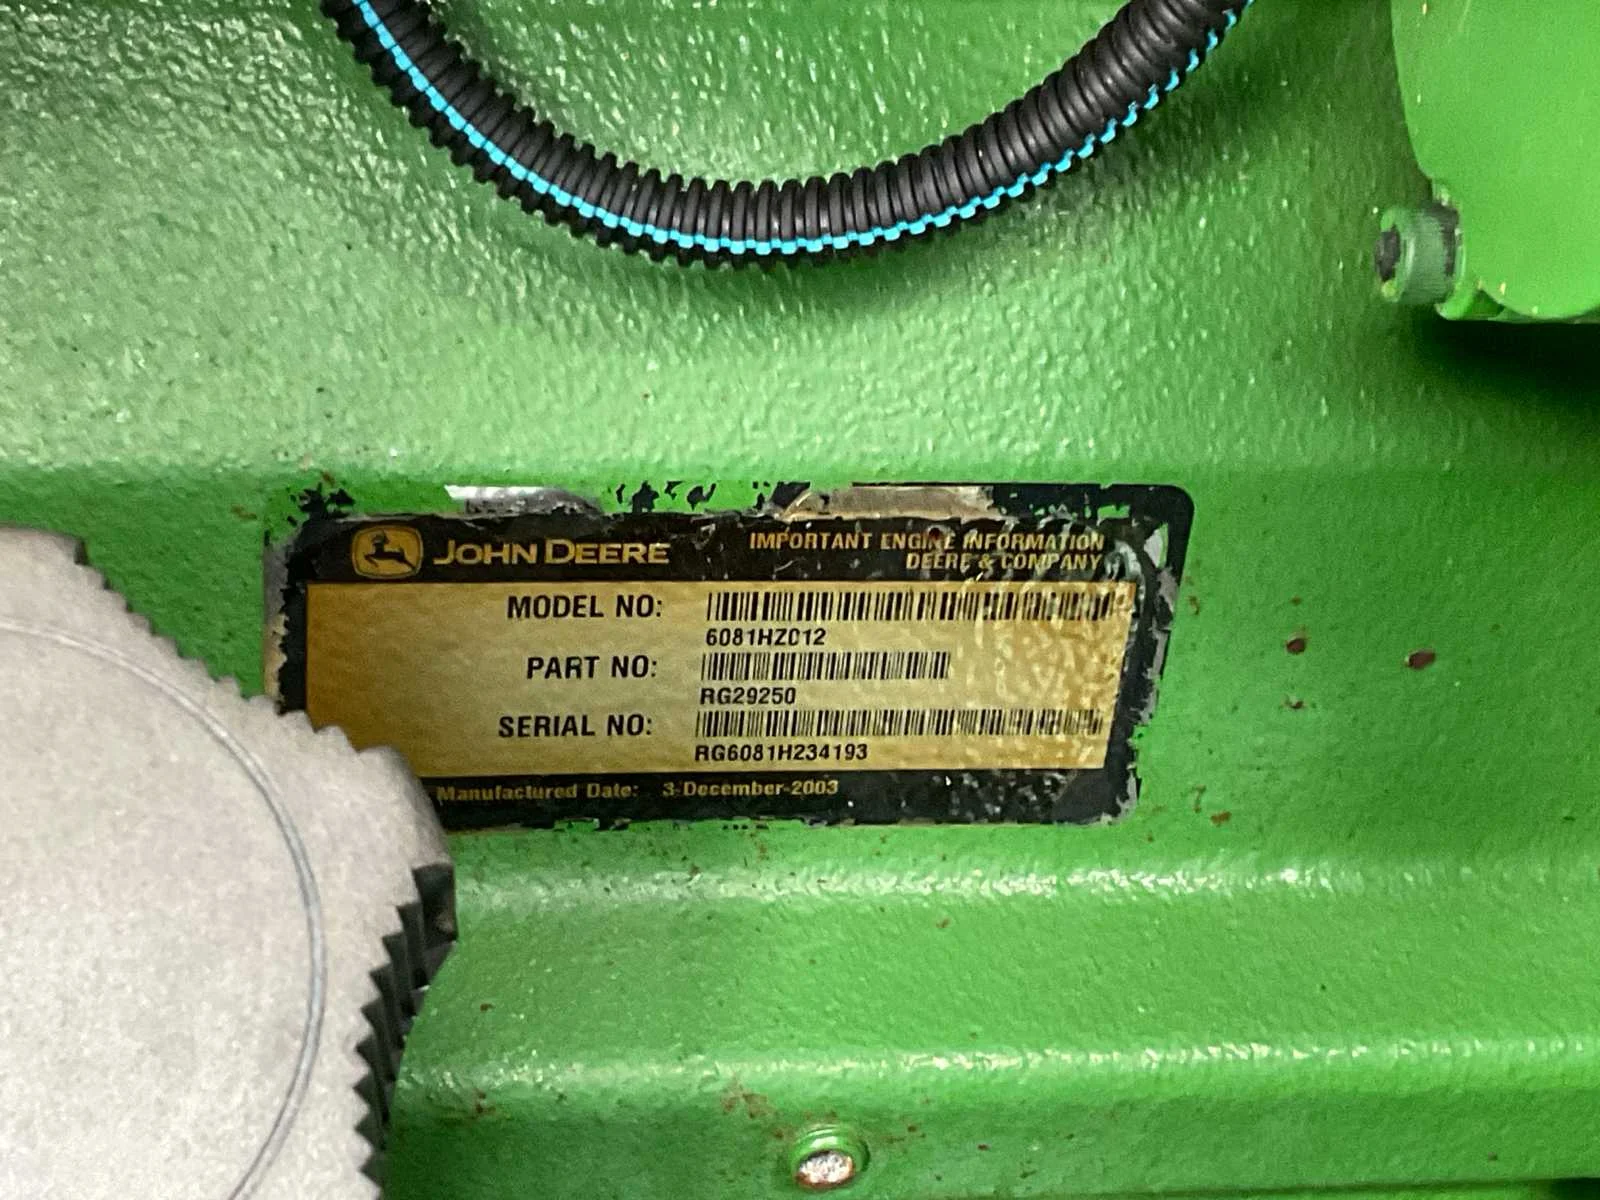 JOHN DEERE
IMPORTANT ENGINE INFORMATION
DEERE & COMPANY
MODEL NO:
6081HZ012
PART NO:
RG29250
SERIAL NO:
RG6081H234193
Manufactured Date: 3-December-2003